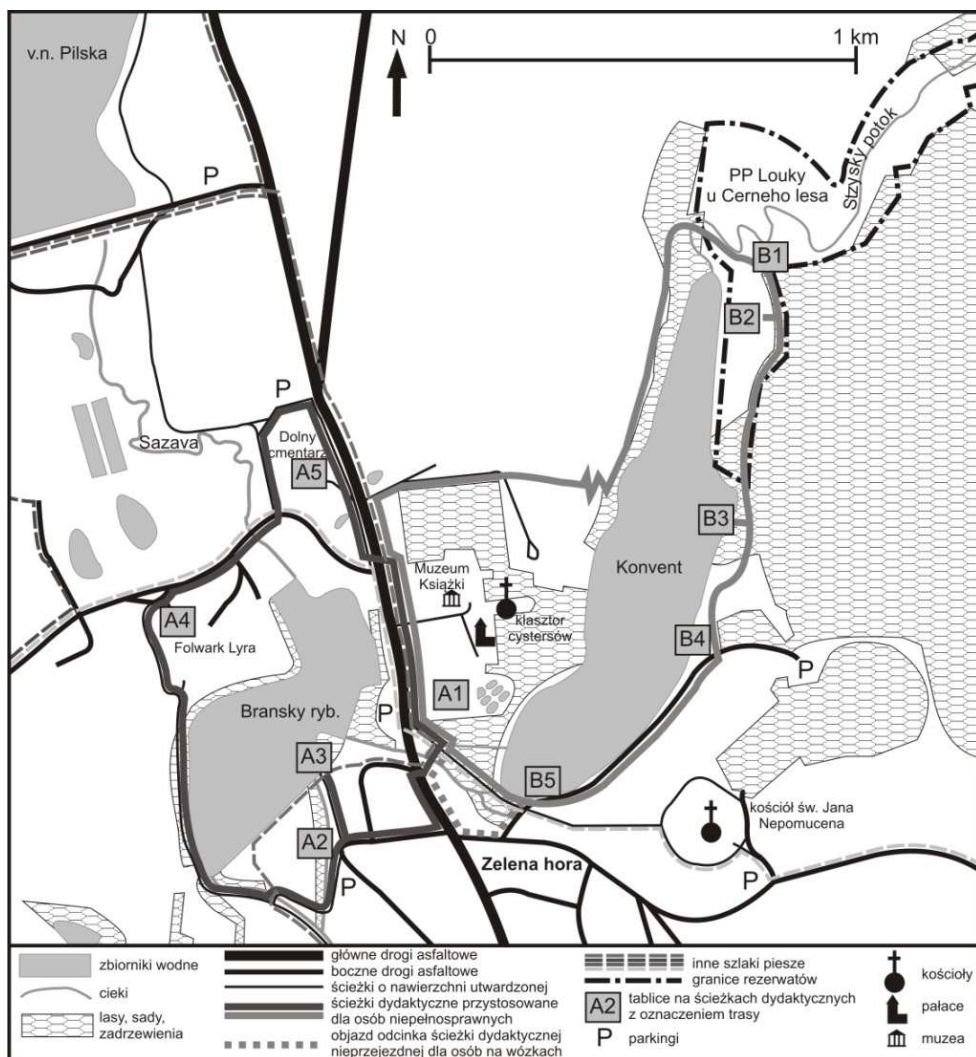 v.n. Pilska
N
0
1 km
P
PP Louky
u Cerneho lesa
Stzysky potok
B1
B2
P
Dolny
cmentarz
A5
Sazava
B3
Muzeum
Książki
Konvent
klasztor
cystersów
A4
Folwark Lyra
B4
P
A1
Bransky ryb.
P
A3
B5
kościół św. Jana
Nepomucena
A2
Zelena hora
P
P
zbiorniki wodne
cieki
lasy, sady,
zadrzewienia
główne drogi asfaltowe
boczne drogi asfaltowe
ścieżki o nawierzchni utwardzonej
ścieżki dydaktyczne przystosowane
dla osób niepełnosprawnych
objazd odcinka ścieżki dydaktycznej
nieprzejezdnej dla osób na wózkach
inne szlaki piesze
granice rezerwatów
A2 tablice na ścieżkach dydaktycznych
z oznaczeniem trasy
P parkingi
kościoły
pałace
muzea